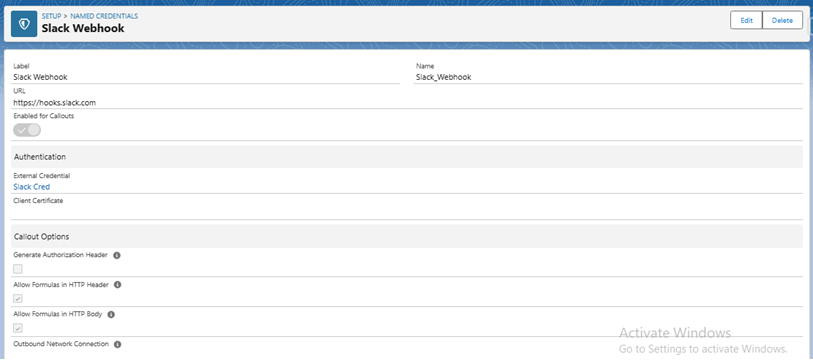 SETUP > NAMED CREDENTIALS
Slack Webhook
Edit
Delete
Label
Slack Webhook
Name
Slack_Webhook
URL
https://hooks.slack.com
Enabled for Callouts
Authentication
External Credential
Slack Cred
Client Certificate
Callout Options
Generate Authorization Header
Allow Formulas in HTTP Header
Allow Formulas in HTTP Body
Outbound Network Connection
Activate Windows
Go to Settings to activate Windows.